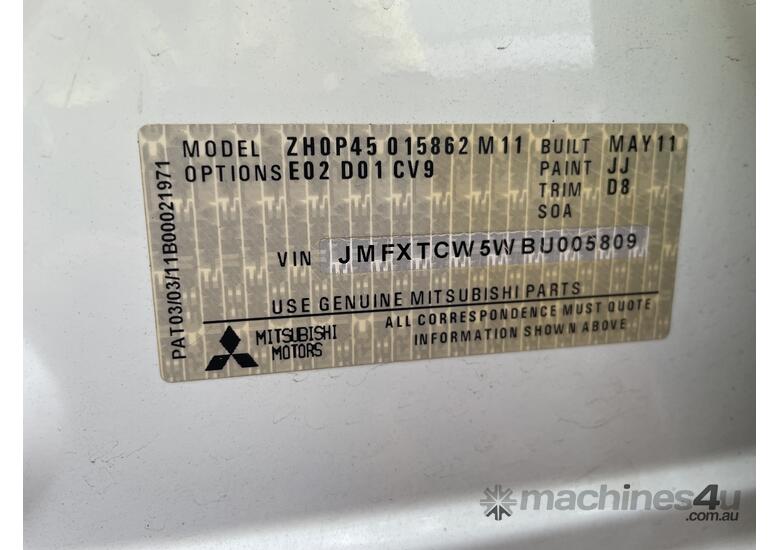 MODEL ZH0P45 015862 M11 BUILT MAY11
OPTIONS E02 D01 CV9 PAINT JJ
TRIM D8
SOA
VIN JMFXTCW5WBU005809
USE GENUINE MITSUBISHI PARTS
ALL CORRESPONDENCE MUST QUOTE
INFORMATION SHOWN ABOVE
MITSUBISHI
MOTORS
PAT03/03/11B00021971
machines4u
.com.au